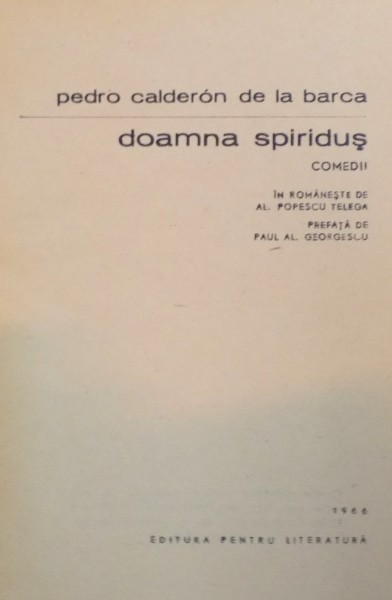 pedro calderón de la barca
doamna spiriduş
COMEDII
ÎN ROMÂNEŞTE DE
AL. POPESCU TELEGA
PREFAŢĂ DE
PAUL AL. GEORGESCU
1966
EDITURA PENTRU LITERATURĂ